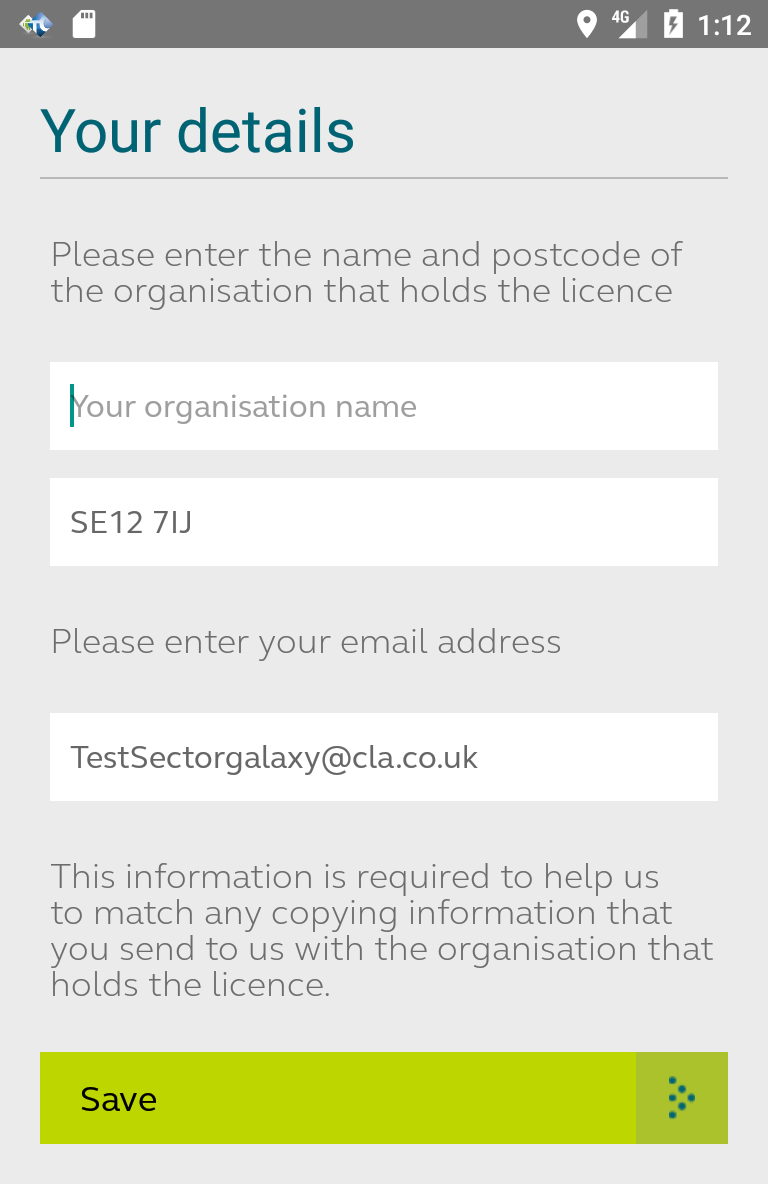 4G 1:12
Your details
Please enter the name and postcode of
the organisation that holds the licence
Your organisation name
SE12 7IJ
Please enter your email address
TestSectorgalaxy@cla.co.uk
This information is required to help us
to match any copying information that
you send to us with the organisation that
holds the licence.
Save